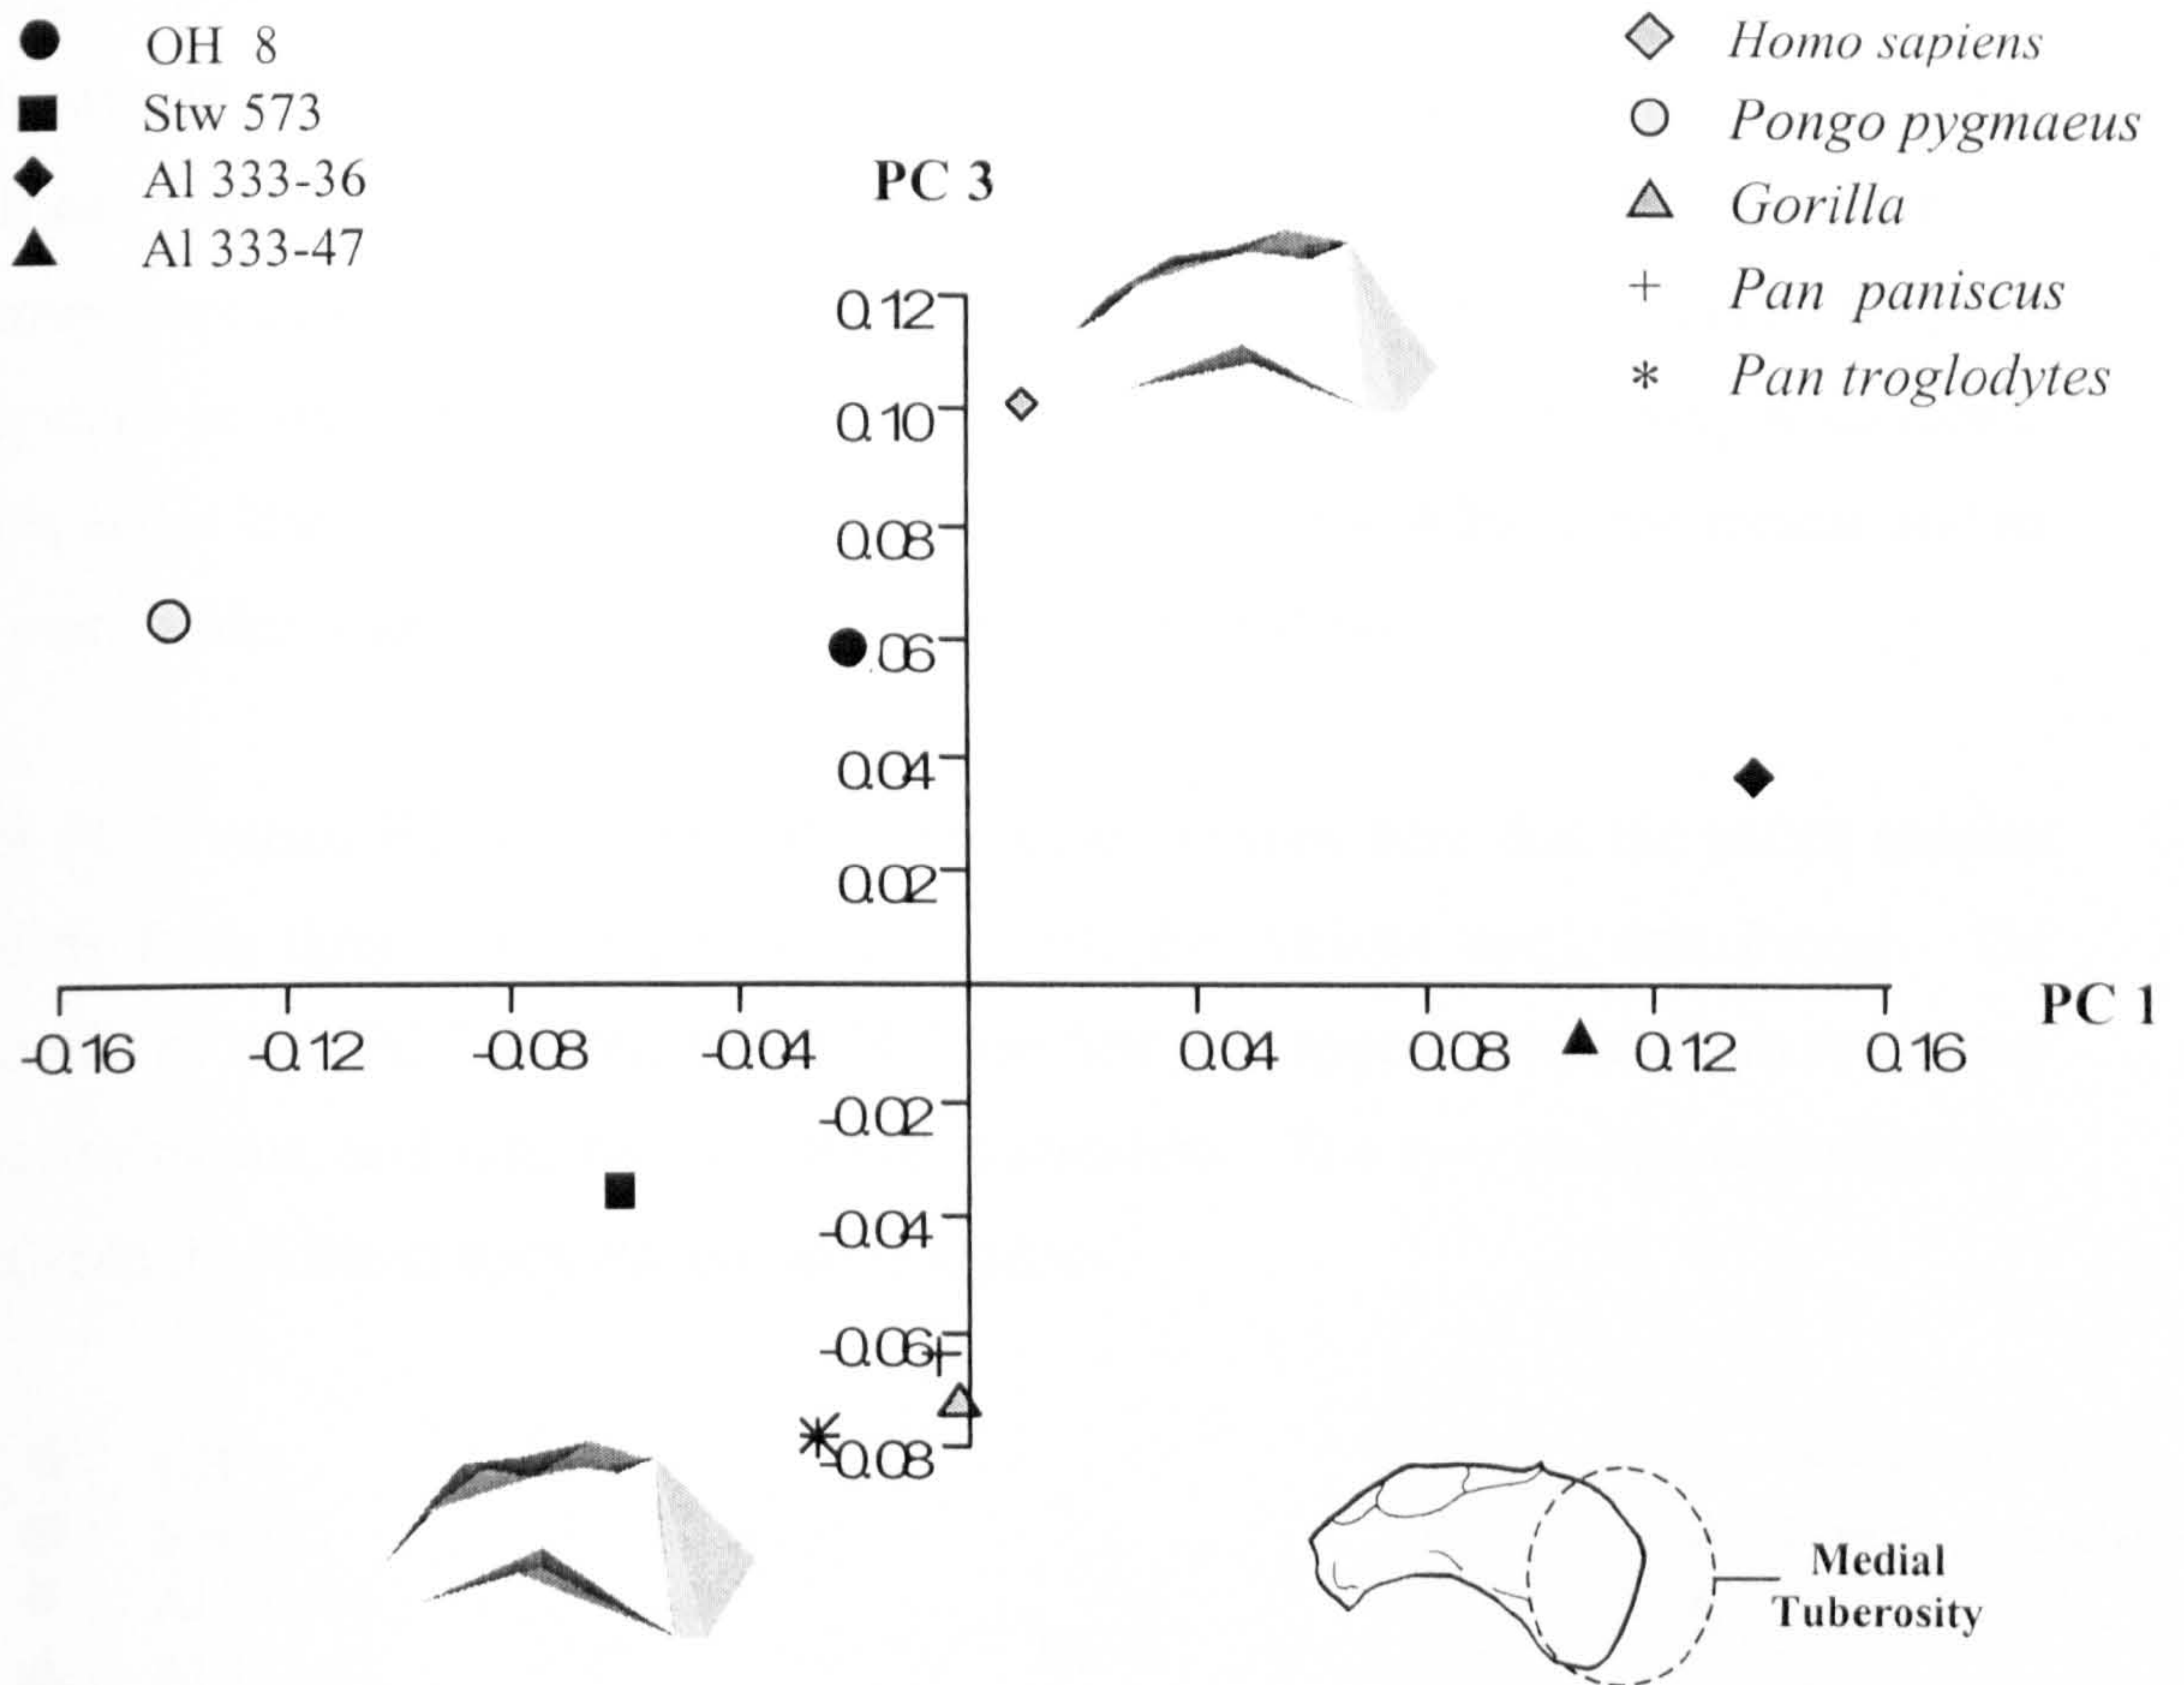 OH 8
Stw 573
Al 333-36
Al 333-47
Homo sapiens
Pongo pygmaeus
Gorilla
Pan paniscus
Pan troglodytes
PC 3
0.12
0.10
0.08
.06
0.04
0.02
PC 1
-0.16
-0.12
-0.08
-0.04
0.04
0.08
0.12
0.16
-0.02
-0.04
-0.06
-0.08
Medial
Tuberosity